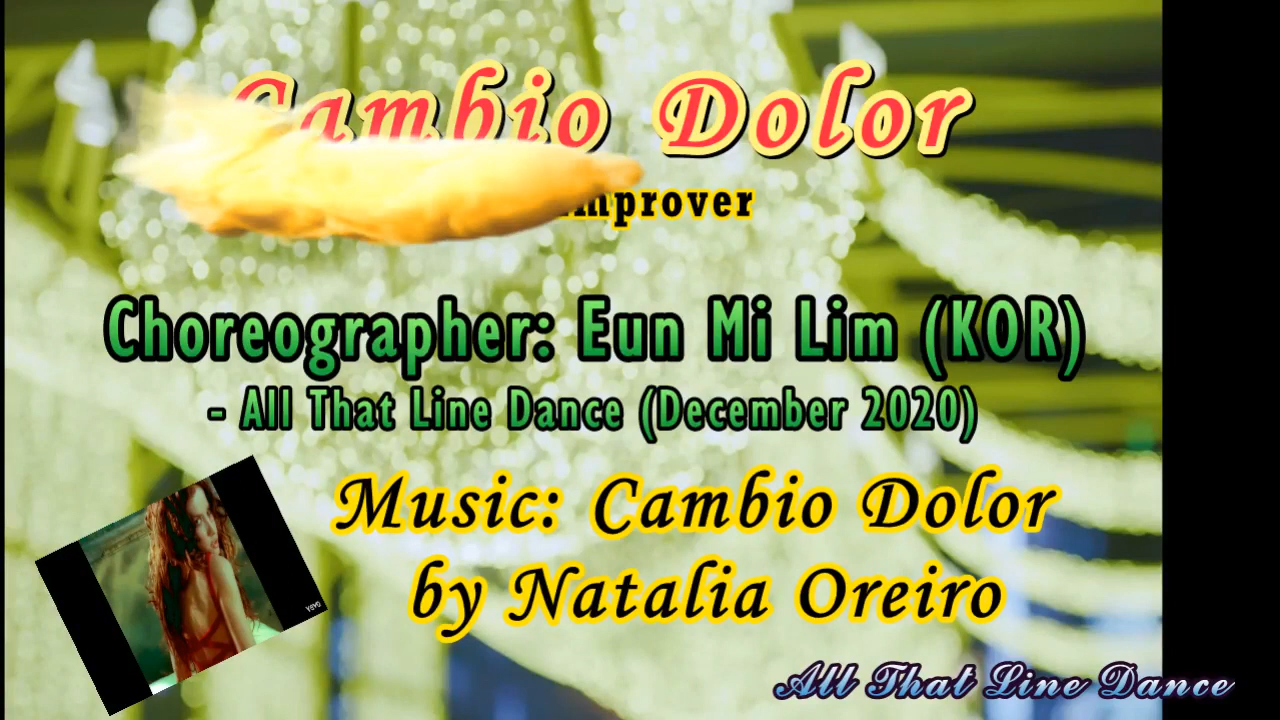 Cambio Dolor
Improver
Choreographer: Eun Mi Lim (KOR)
- All That Line Dance (December 2020)
Music: Cambio Dolor
by Natalia Oreiro
vevo
All That Line Dance